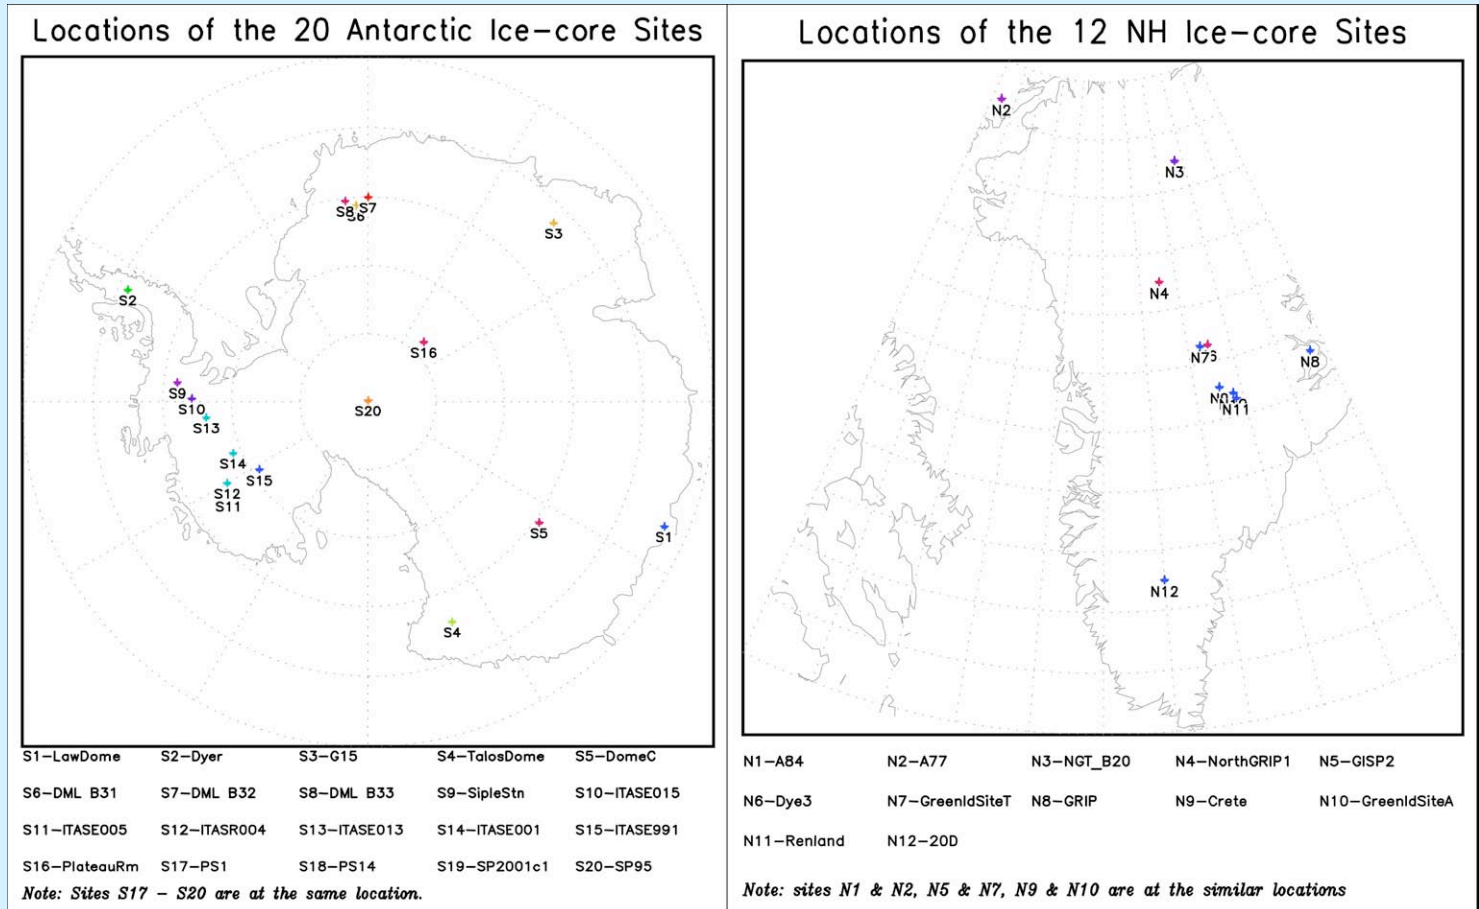 Locations of the 20 Antarctic Ice-core Sites
S8
S7
S3
S2
S16
S9
S10
S20
S13
S14
S15
S12
S11
S5
S1
S4
S1-LawDome S2-Dyer S3-G15 S4-TalosDome S5-DomeC
S6-DML B31 S7-DML B32 S8-DML B33 S9-SipleStn S10-ITASE015
S11-ITASE005 S12-ITASR004 S13-ITASE013 S14-ITASE001 S15-ITASE991
S16-PlateauRm S17-PS1 S18-PS14 S19-SP2001c1 S20-SP95
Note: Sites S17 - S20 are at the same location.
Locations of the 12 NH Ice-core Sites
N2
N3
N4
N7
N8
N11
N12
N1-A84 N2-A77 N3-NGT_B20 N4-NorthGRIP1 N5-GISP2
N6-Dye3 N7-GreenldSiteT N8-GRIP N9-Crete N10-GreenldSiteA
N11-Renland N12-20D
Note: sites N1 & N2, N5 & N7, N9 & N10 are at the similar locations